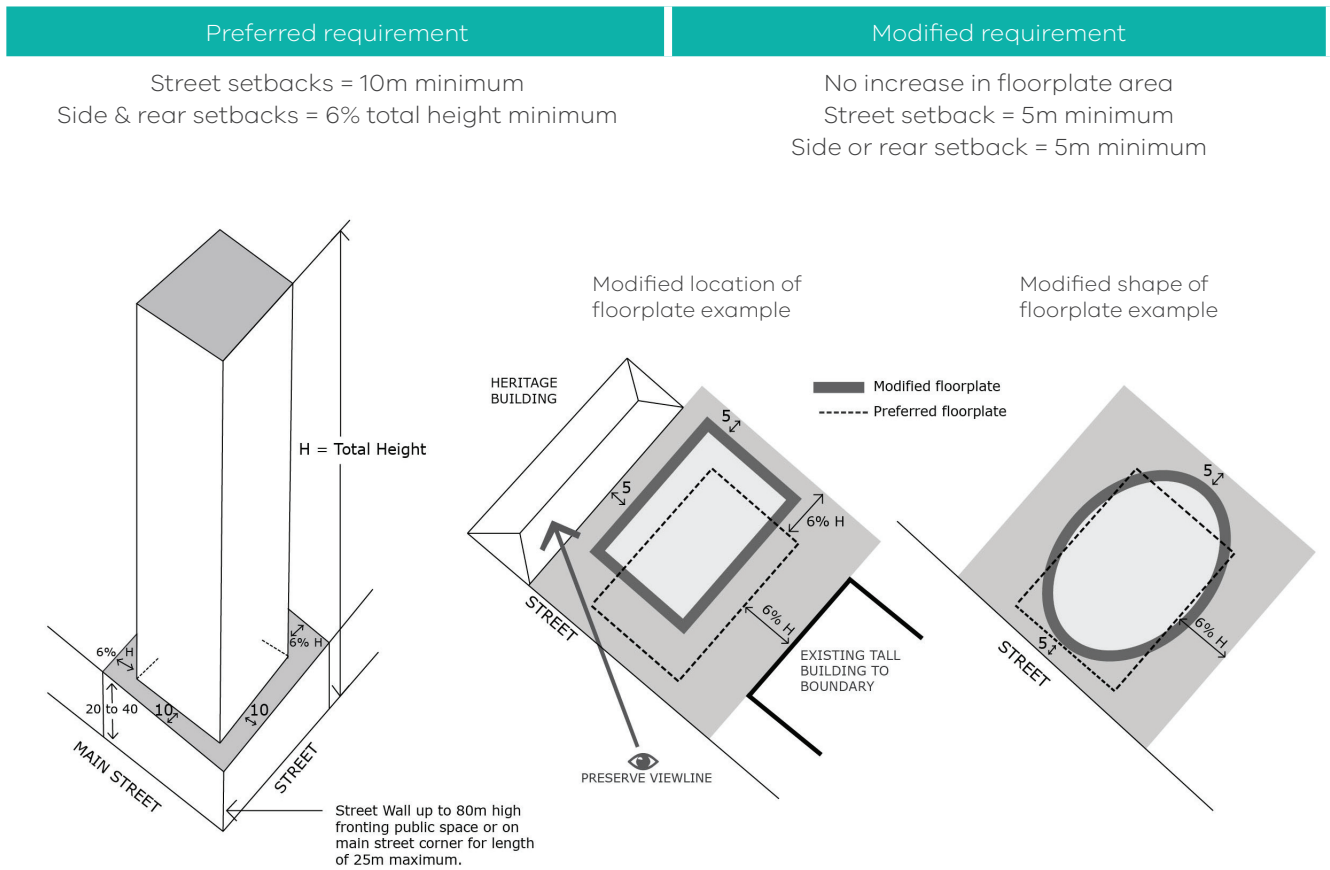 Preferred requirement
Modified requirement
Street setbacks = 10m minimum
Side & rear setbacks = 6% total height minimum
No increase in floorplate area
Street setback = 5m minimum
Side or rear setback = 5m minimum
H = Total Height
6% H
6% H
20 to 40
10
10
MAIN STREET
STREET
Street Wall up to 80m high
fronting public space or on
main street corner for length
of 25m maximum.
Modified location of
floorplate example
HERITAGE
BUILDING
5
5
6% H
6% H
STREET
EXISTING TALL
BUILDING TO
BOUNDARY
PRESERVE VIEWLINE
Modified floorplate
Preferred floorplate
Modified shape of
floorplate example
5
6% H
5
STREET